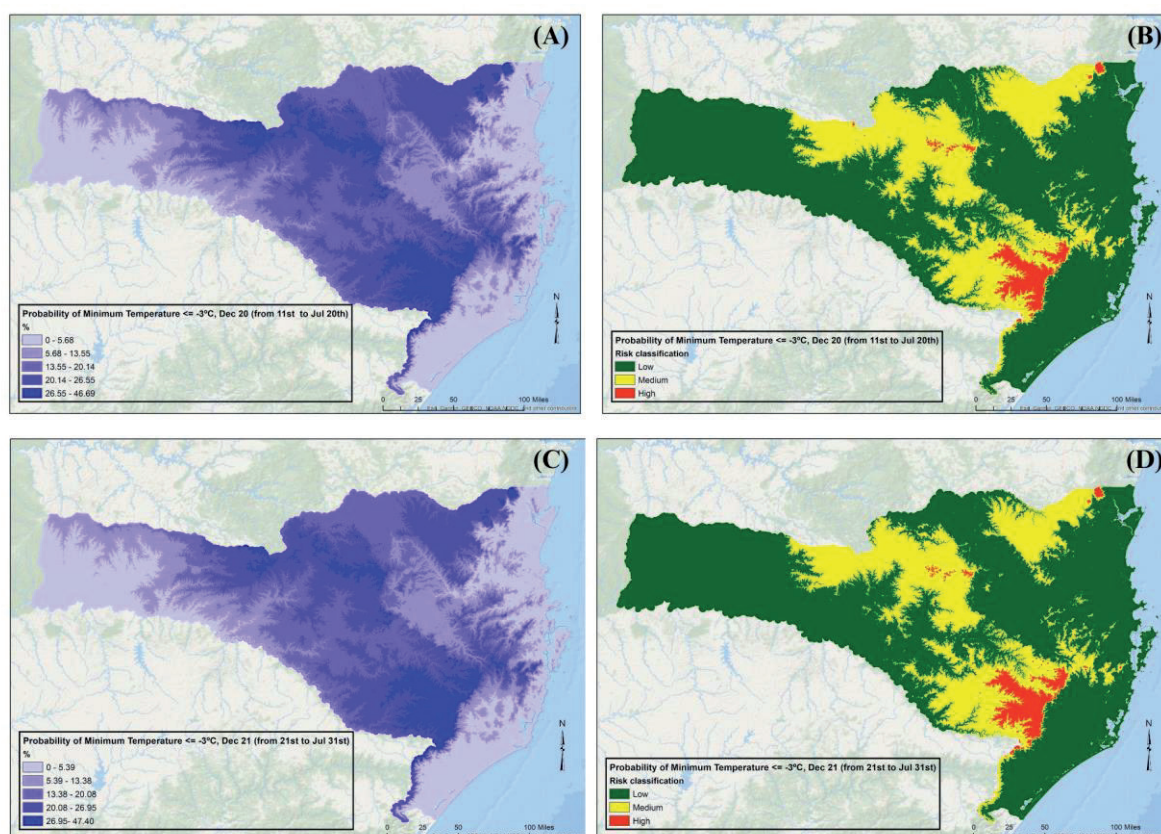 (A)
N
Probability of Minimum Temperature <= -3ºC, Dec 20 (from 11st to Jul 20th)
%
0 - 5.68
5.68 - 13.55
13.55 - 20.14
20.14 - 26.55
26.55 - 46.69
0 25 50 100 Miles
(B)
N
Probability of Minimum Temperature <= -3ºC, Dec 20 (from 11st to Jul 20th)
Risk classification
Low
Medium
High
0 25 50 100 Miles
(C)
N
Probability of Minimum Temperature <= -3ºC, Dec 21 (from 21st to Jul 31st)
%
0 - 5.39
5.39 - 13.38
13.38 - 20.08
20.08 - 26.95
26.95- 47.40
0 25 50 100 Miles
(D)
N
Probability of Minimum Temperature <= -3ºC, Dec 21 (from 21st to Jul 31st)
Risk classification
Low
Medium
High
0 25 50 100 Miles